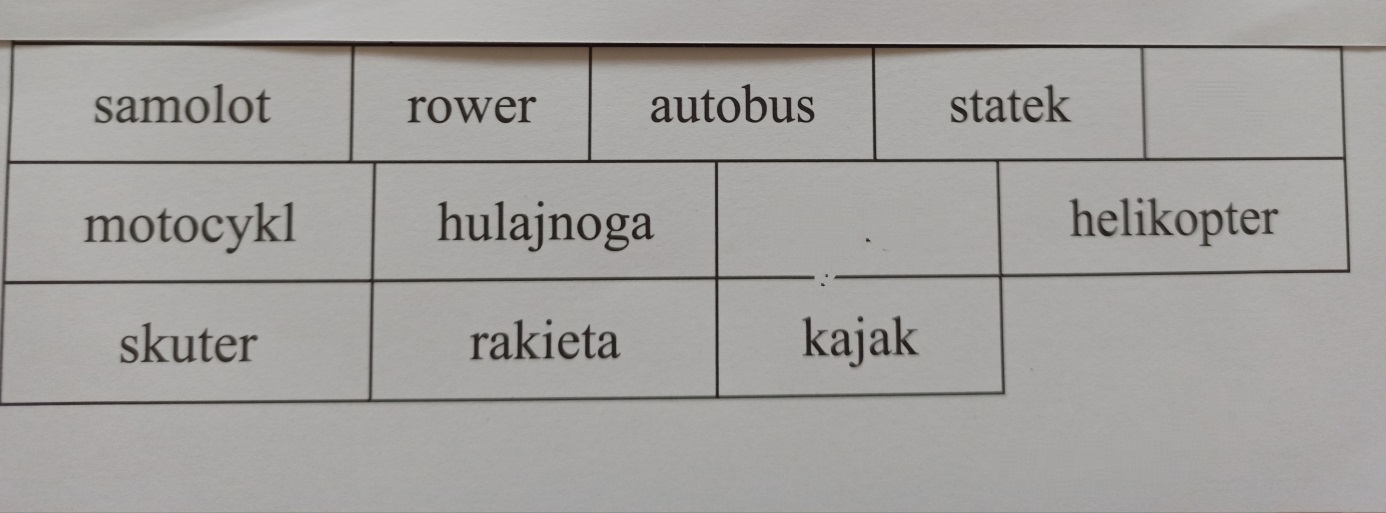 samolot rower autobus statek
motocykl hulajnoga helikopter
skuter rakieta kajak